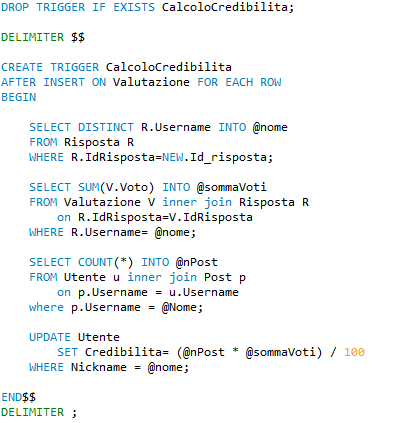 DROP TRIGGER IF EXISTS CalcoloCredibilita;
DELIMITER $$
CREATE TRIGGER CalcoloCredibilita
AFTER INSERT ON Valutazione FOR EACH ROW
BEGIN
SELECT DISTINCT R.Username INTO @nome
FROM Risposta R
WHERE R.IdRisposta=NEW.Id_risposta;
SELECT SUM(V.Voto) INTO @sommaVoti
FROM Valutazione V inner join Risposta R
on R.IdRisposta=V.IdRisposta
WHERE R.Username= @nome;
SELECT COUNT(*) INTO @nPost
FROM Utente u inner join Post p
on p.Username = u.Username
where p.Username = @Nome;
UPDATE Utente
SET Credibilita= (@nPost * @sommaVoti) / 100
WHERE Nickname = @nome;
END$$
DELIMITER ;